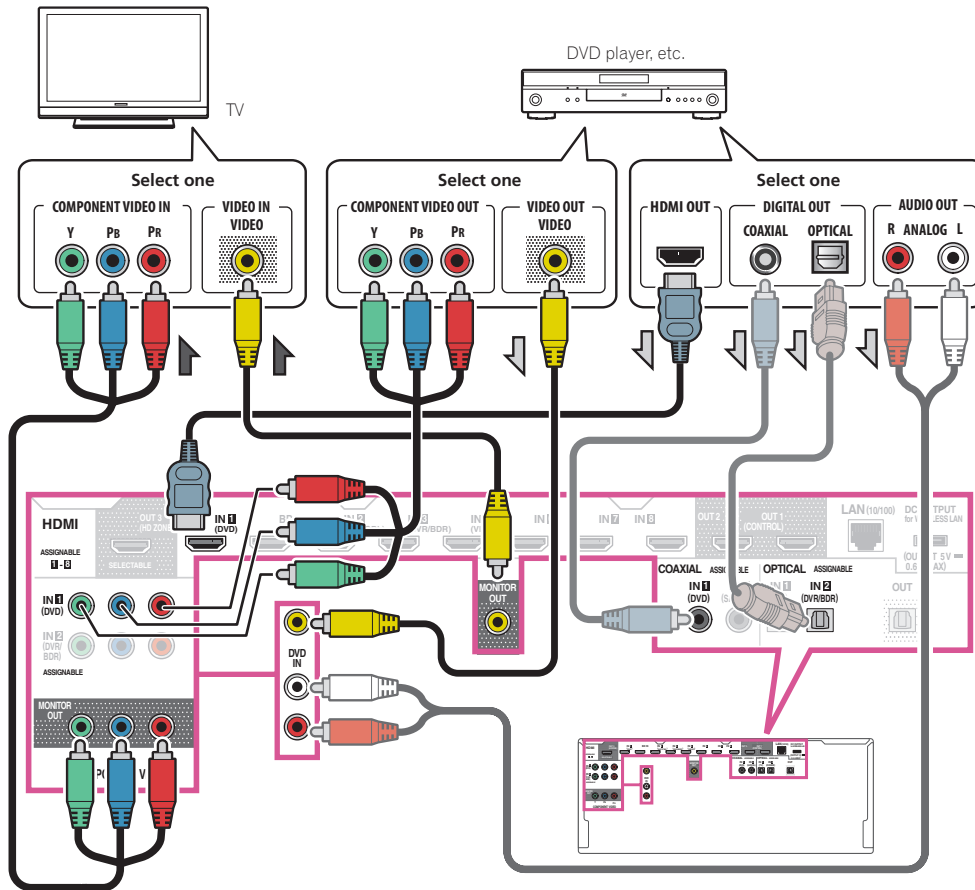 DVD player, etc.
TV
Select one
COMPONENT VIDEO IN
Y PB PR
VIDEO IN
VIDEO
Select one
COMPONENT VIDEO OUT
Y PB PR
VIDEO OUT
VIDEO
Select one
HDMI OUT
DIGITAL OUT
COAXIAL OPTICAL
AUDIO OUT
R ANALOG L
HDMI
ASSIGNABLE
1-8
OUT 3
(HD ZONE)
SELECTABLE
IN 1
(DVD)
IN 7
IN 8
OUT 2
OUT 1
(CONTROL)
LAN (10/100)
IN 1
(DVD)
IN 2
(DVR/
BDR)
ASSIGNABLE
MONITOR
OUT
DVD
IN
MONITOR
OUT
COAXIAL
IN 1
(DVD)
OPTICAL ASSIGNABLE
IN 1
IN 2
(DVR/BDR)
OUT
HDMI
COMPONENT VIDEO